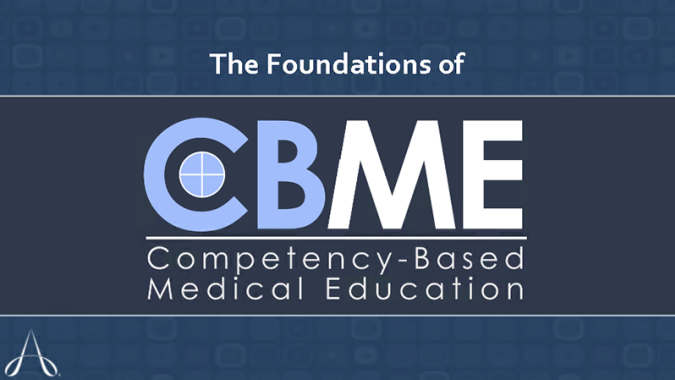 The Foundations of
CBME
Competency-Based
Medical Education